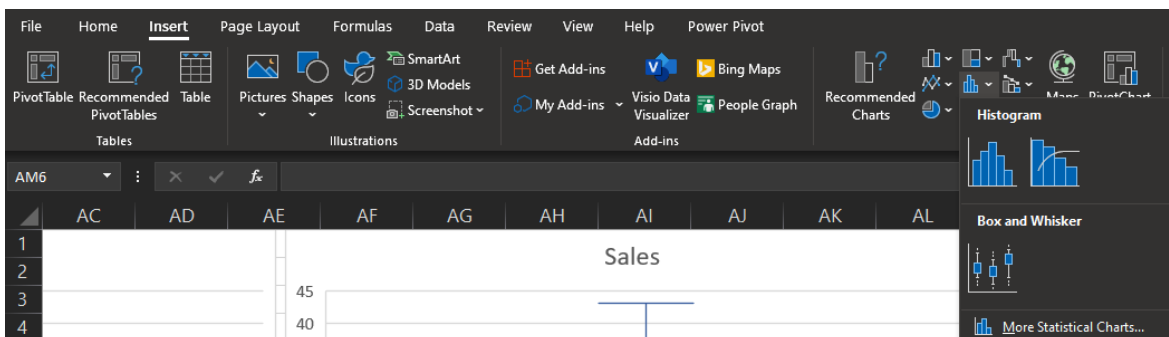 File Home Insert Page Layout Formulas Data Review View Help Power Pivot
PivotTable Recommended PivotTables Table
Tables
Pictures Shapes Icons SmartArt
3D Models
Screenshot
Illustrations
Get Add-ins
My Add-ins
Visio Data Visualizer
Bing Maps
People Graph
Add-ins
Recommended Charts
Maps PivotChart
Histogram
Box and Whisker
More Statistical Charts...
AM6 fx
AC AD AE AF AG AH AI AJ AK AL
1
2
3
4
Sales
45
40